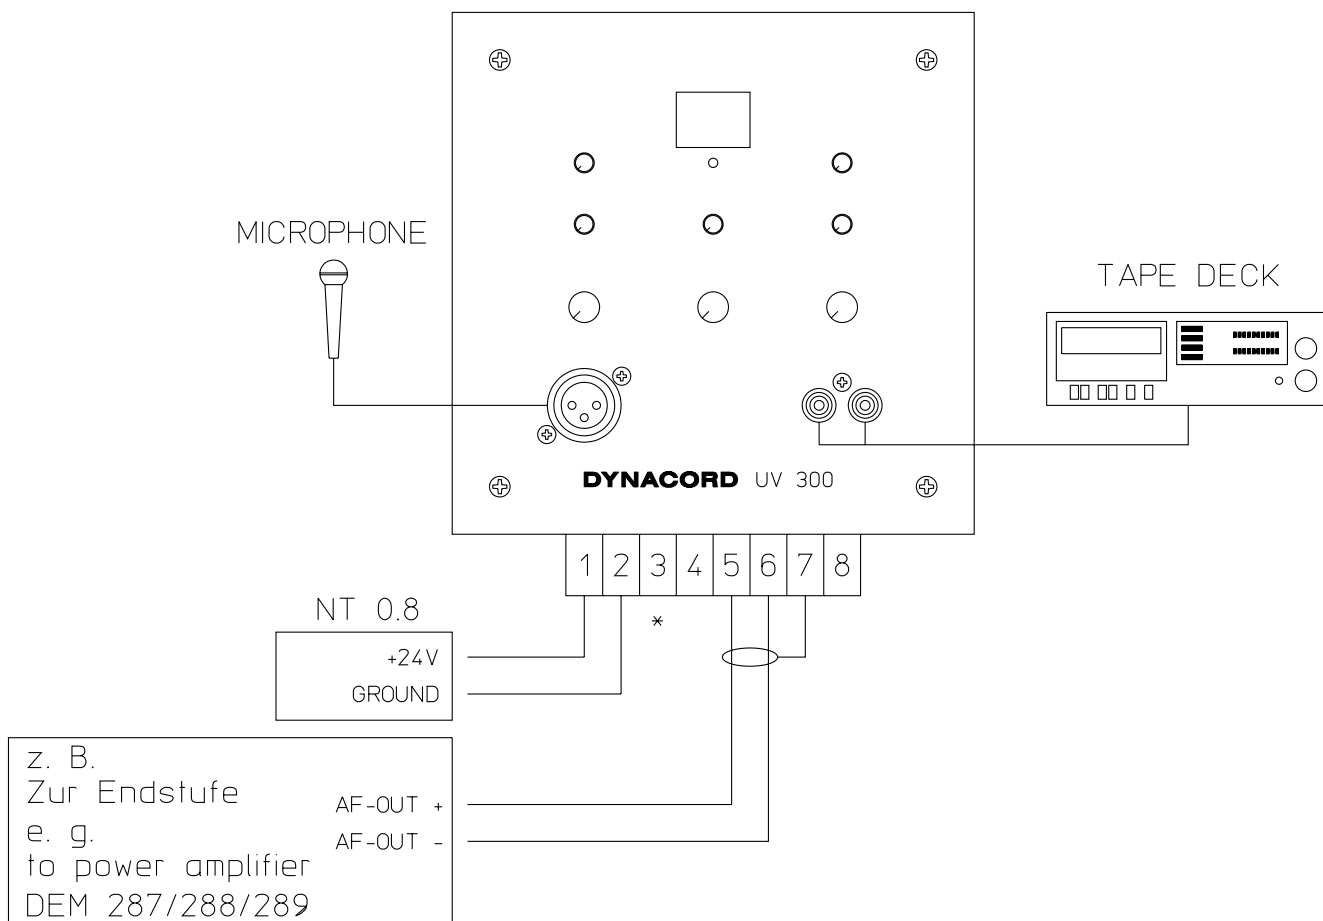 MICROPHONE
TAPE DECK
DYNACORD UV 300
1 2 3 4 5 6 7 8
*
NT 0.8
+24V
GROUND
z. B.
Zur Endstufe
AF-OUT +
e. g.
AF-OUT -
to power amplifier
DEM 287/288/289